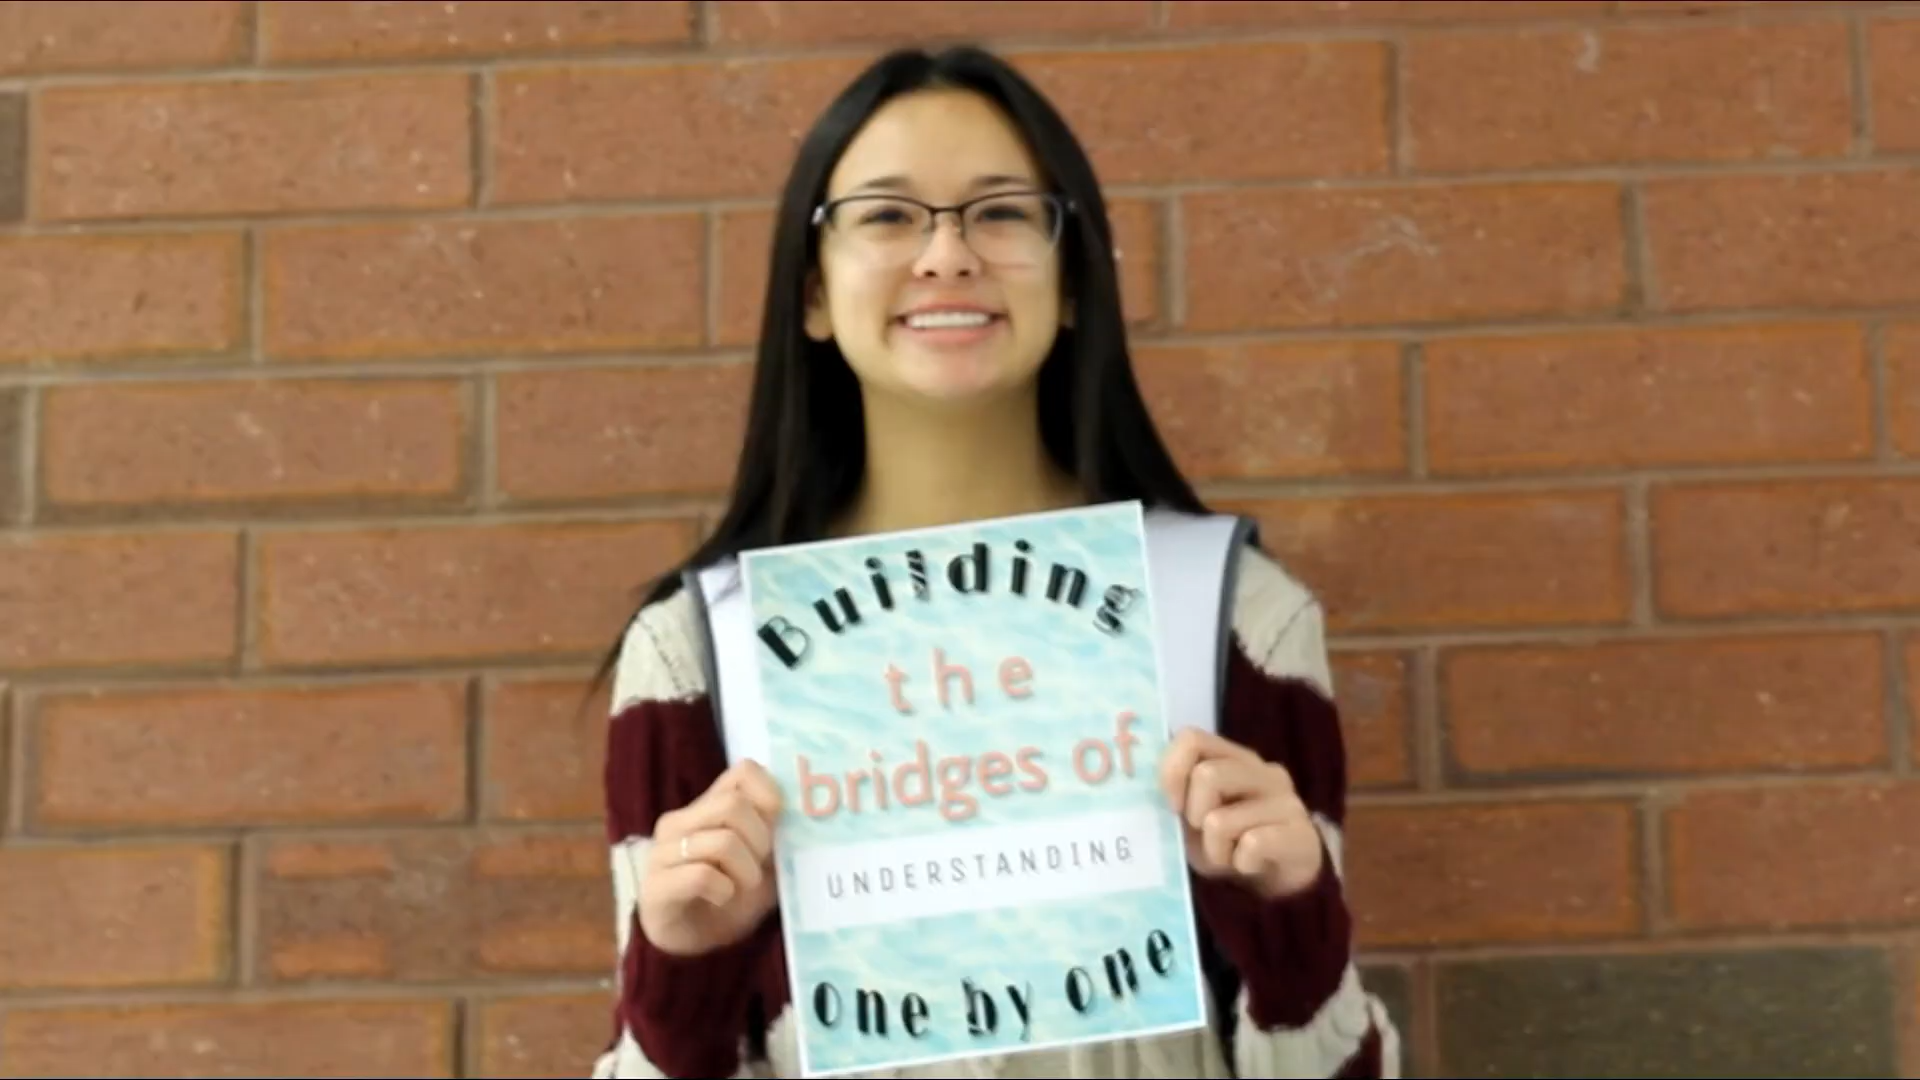 Building
the
bridges of
UNDERSTANDING
One by one